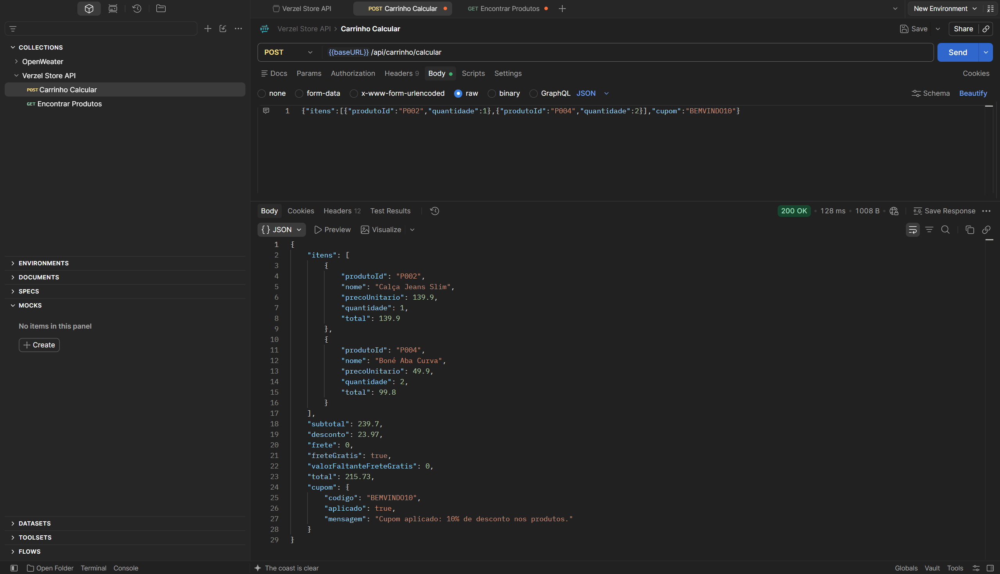 Verzel Store API
POST Carrinho Calcular
GET Encontrar Produtos
New Environment
Verzel Store API > Carrinho Calcular
Save
Share
COLLECTIONS
OpenWeater
Verzel Store API
POST Carrinho Calcular
GET Encontrar Produtos
ENVIRONMENTS
DOCUMENTS
SPECS
MOCKS
No items in this panel
Create
DATASETS
TOOLSETS
FLOWS
POST
{{baseURL}} /api/carrinho/calcular
Send
Docs Params Authorization Headers 9 Body Scripts Settings
Cookies
none form-data x-www-form-urlencoded raw binary GraphQL JSON
Schema Beautify
1 {"itens":[{"produtoId":"P002","quantidade":1},{"produtoId":"P004","quantidade":2}],"cupom":"BEMVINDO10"}
Body Cookies Headers 12 Test Results
200 OK • 128 ms • 1008 B •
e.g. Save Response
{ } JSON Preview Visualize
1 {
2 "itens": [
3 {
4 "produtoId": "P002",
5 "nome": "Calça Jeans Slim",
6 "precoUnitario": 139.9,
7 "quantidade": 1,
8 "total": 139.9
9 },
10 {
11 "produtoId": "P004",
12 "nome": "Boné Aba Curva",
13 "precoUnitario": 49.9,
14 "quantidade": 2,
15 "total": 99.8
16 }
17 ],
18 "subtotal": 239.7,
19 "desconto": 23.97,
20 "frete": 0,
21 "freteGratis": true,
22 "valorFaltanteFreteGratis": 0,
23 "total": 215.73,
24 "cupom": {
25 "codigo": "BEMVINDO10",
26 "aplicado": true,
27 "mensagem": "Cupom aplicado: 10% de desconto nos produtos."
28 }
29 }
Open Folder Terminal Console
The coast is clear
Globals Vault Tools